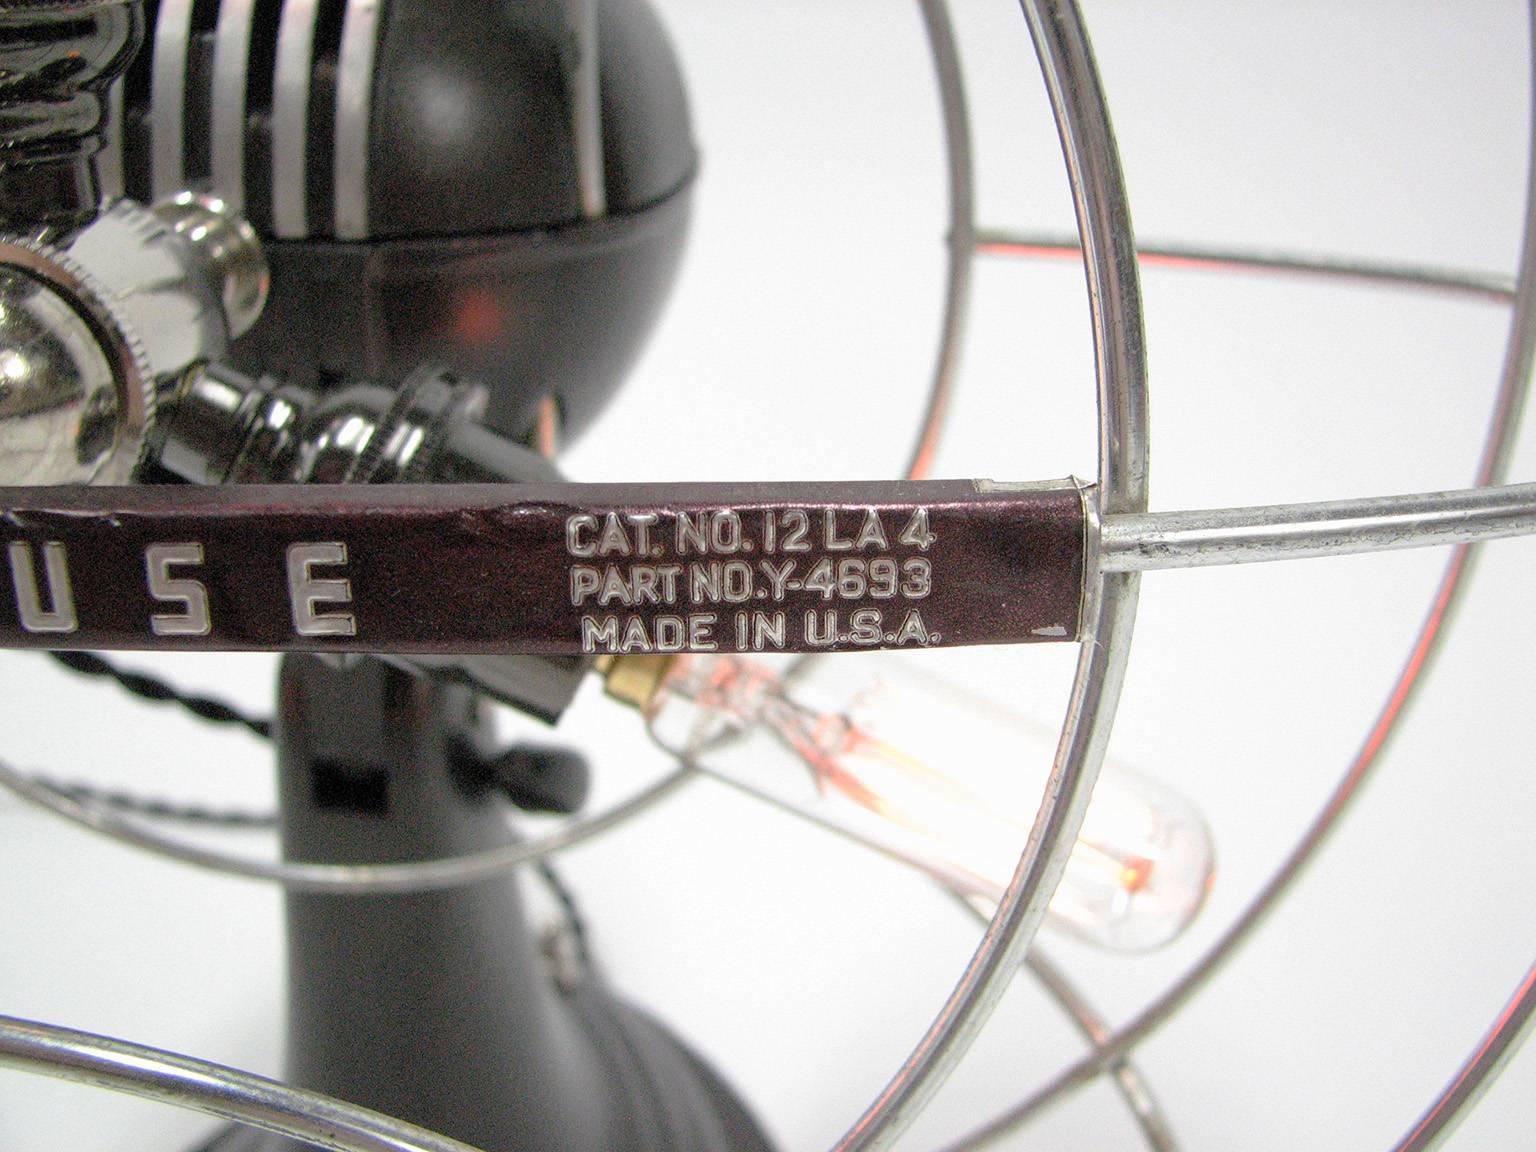 USE
CAT. NO. 12 LA 4
PART NO. Y-4693
MADE IN U.S.A.